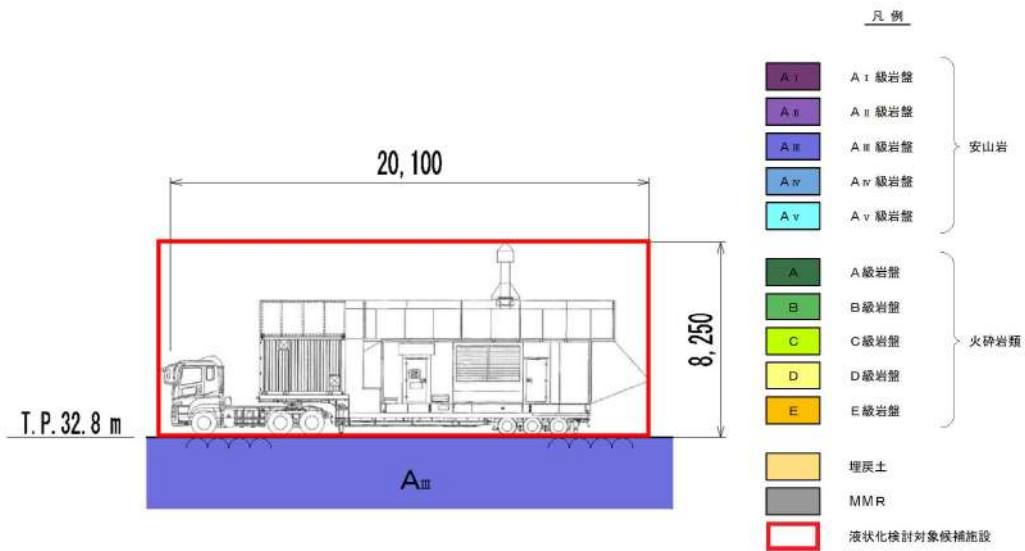 凡例
AⅠ AⅠ級岩盤
AⅡ AⅡ級岩盤
AⅢ AⅢ級岩盤
AⅣ AⅣ級岩盤
AⅤ AⅤ級岩盤
安山岩
A A級岩盤
B B級岩盤
C C級岩盤
D D級岩盤
E E級岩盤
火砕岩類
埋戻土
MMR
液状化検討対象候補施設
20,100
8,250
T.P.32.8 m
AⅢ